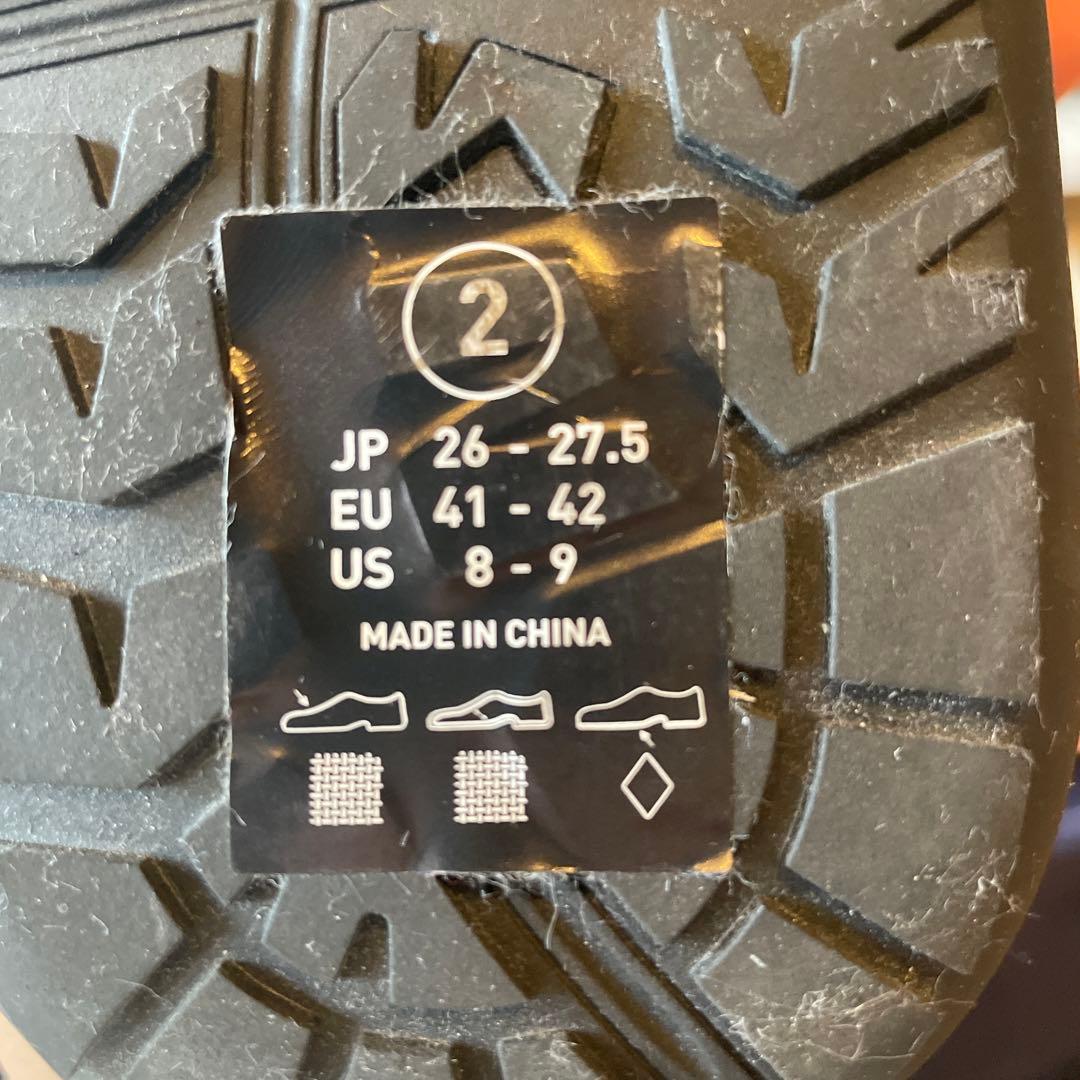 2
JP 26 - 27.5
EU 41 - 42
US 8 - 9
MADE IN CHINA